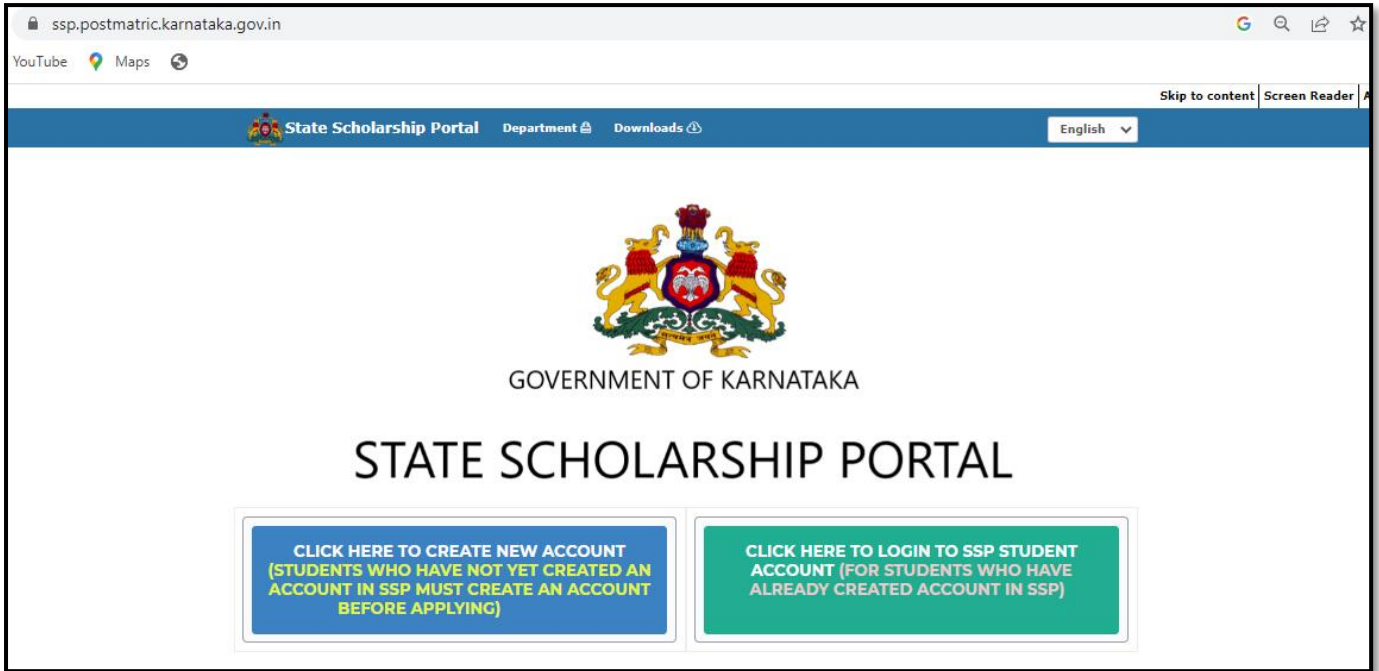 ssp.postmatric.karnataka.gov.in
YouTube Maps
Skip to content Screen Reader A
State Scholarship Portal Department Downloads English
GOVERNMENT OF KARNATAKA
STATE SCHOLARSHIP PORTAL
CLICK HERE TO CREATE NEW ACCOUNT
(STUDENTS WHO HAVE NOT YET CREATED AN
ACCOUNT IN SSP MUST CREATE AN ACCOUNT
BEFORE APPLYING)
CLICK HERE TO LOGIN TO SSP STUDENT
ACCOUNT (FOR STUDENTS WHO HAVE
ALREADY CREATED ACCOUNT IN SSP)